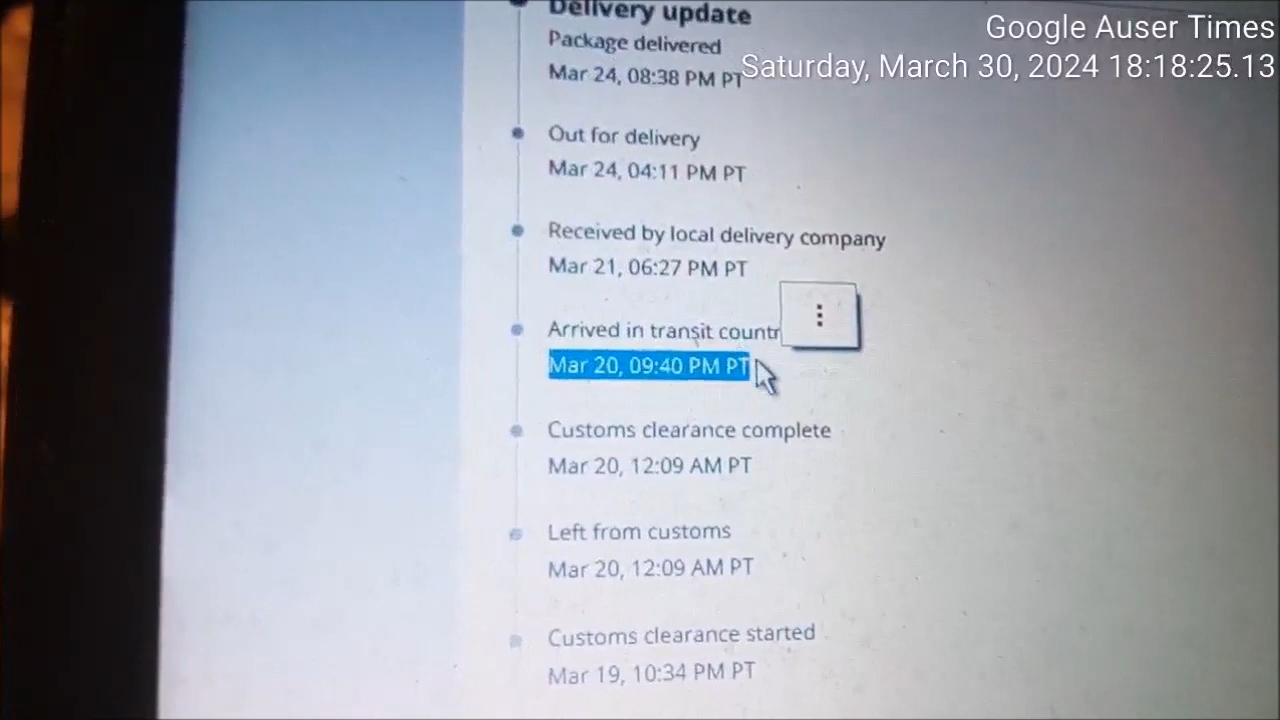 Google Auser Times
Saturday, March 30, 2024 18:18:25.13
Delivery update
Package delivered
Mar 24, 08:38 PM PT
Out for delivery
Mar 24, 04:11 PM PT
Received by local delivery company
Mar 21, 06:27 PM PT
Arrived in transit countr
Mar 20, 09:40 PM PT
Customs clearance complete
Mar 20, 12:09 AM PT
Left from customs
Mar 20, 12:09 AM PT
Customs clearance started
Mar 19, 10:34 PM PT